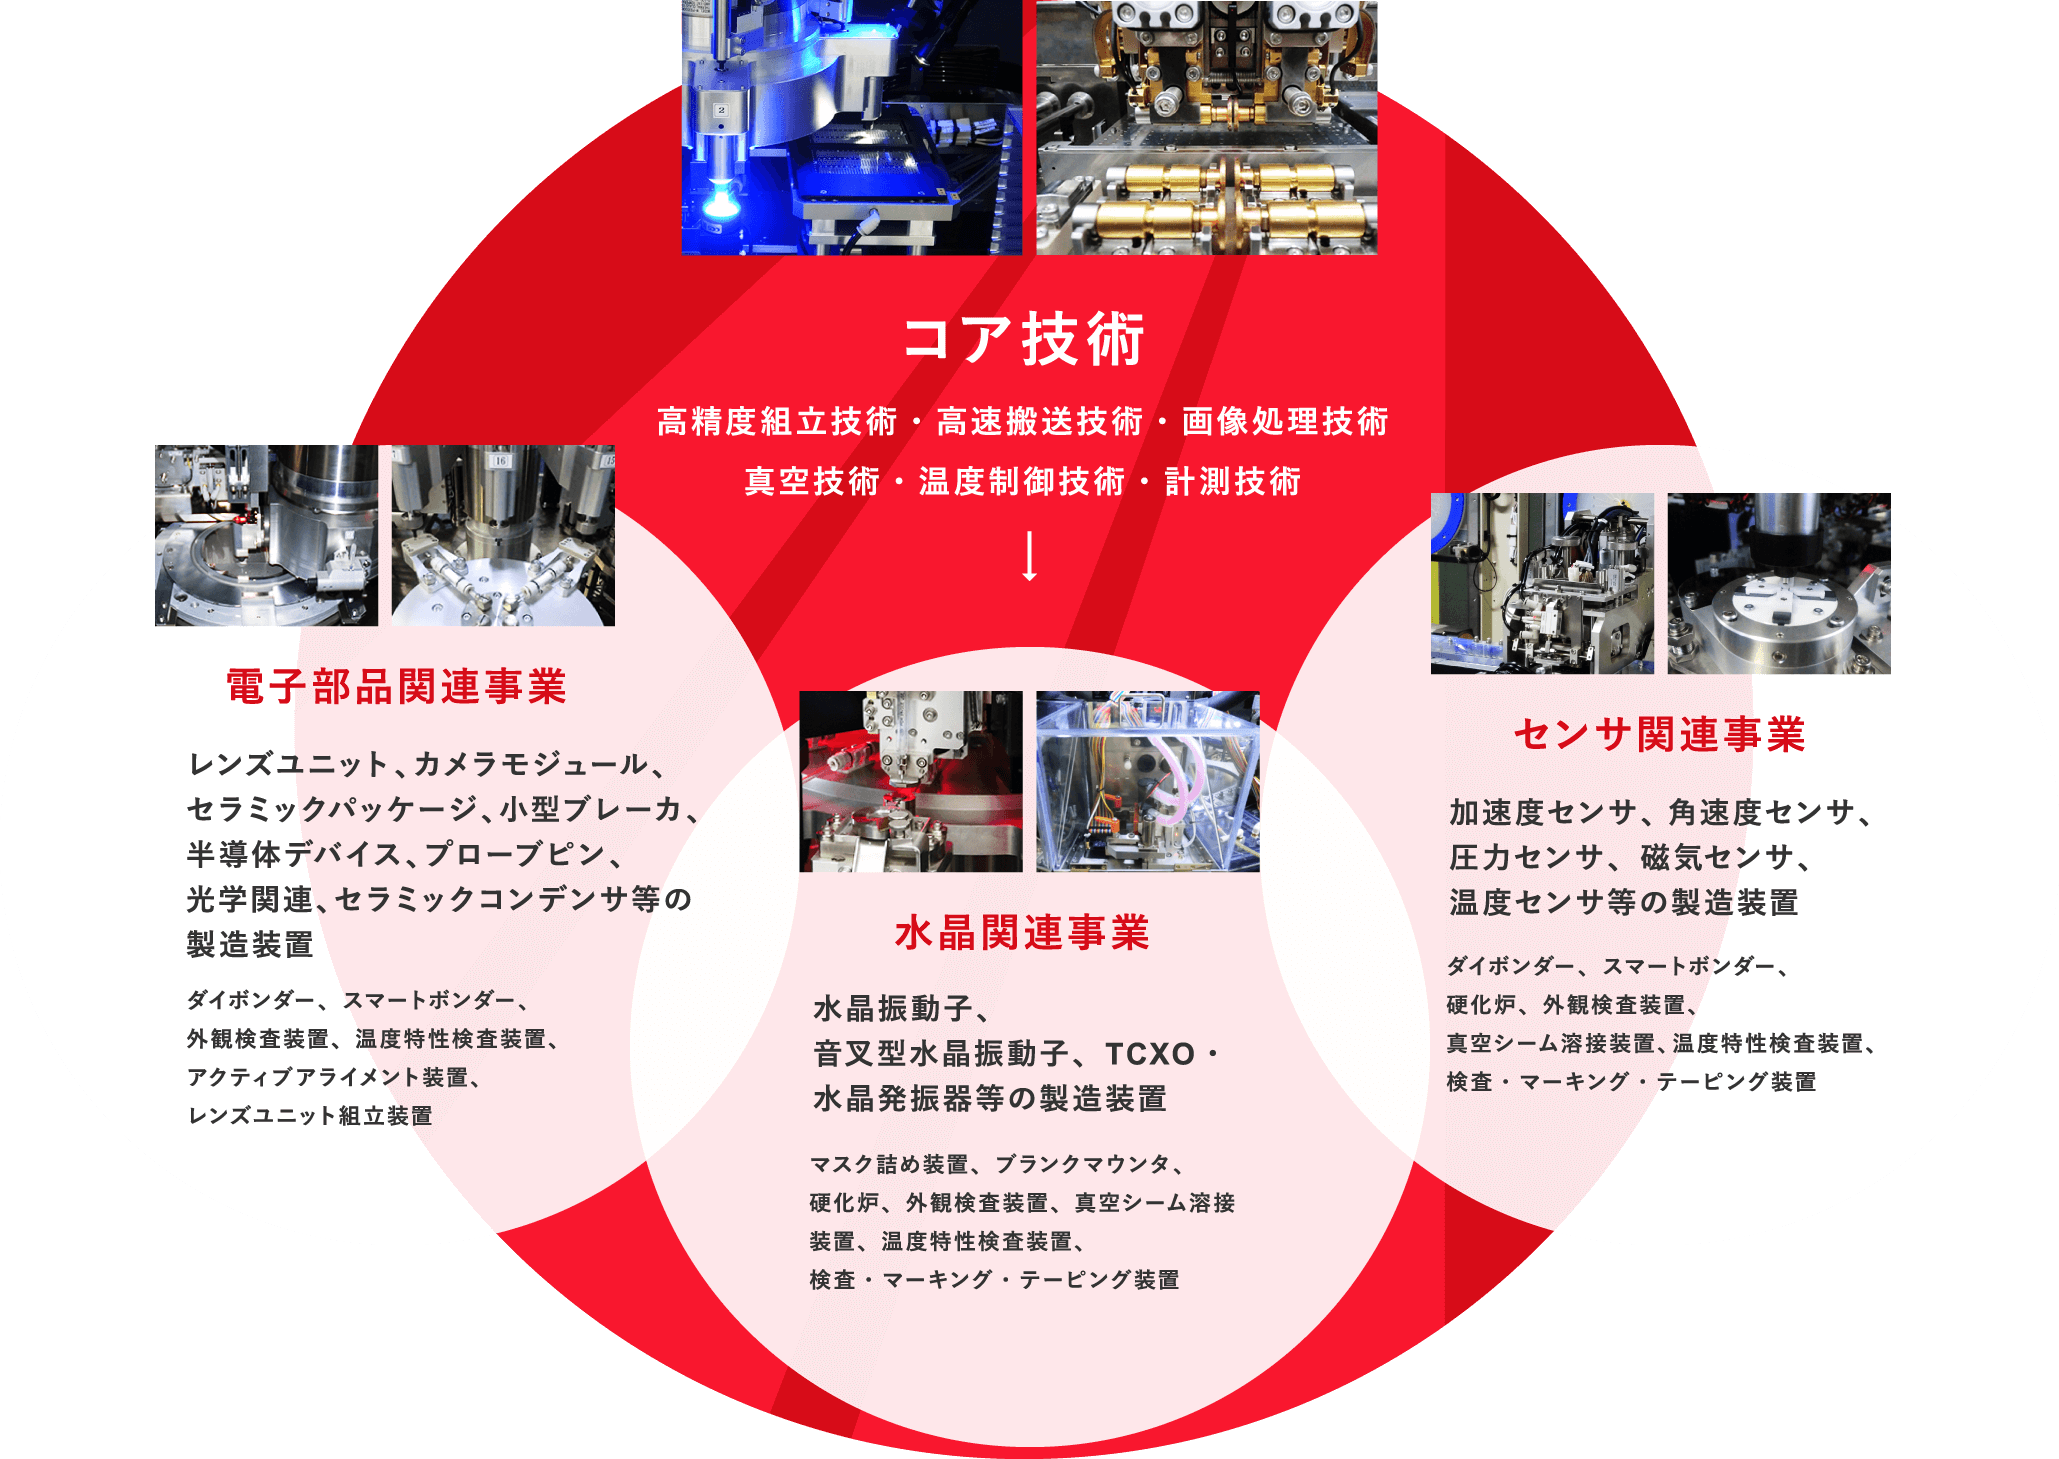 2
コア技術
高精度組立技術・高速搬送技術・画像処理技術
真空技術・温度制御技術・計測技術
16
15
電子部品関連事業
レンズユニット、カメラモジュール、
セラミックパッケージ、小型ブレーカ、
半導体デバイス、プローブピン、
光学関連、セラミックコンデンサ等の
製造装置
ダイボンダー、スマートボンダー、
外観検査装置、温度特性検査装置、
アクティブアライメント装置、
レンズユニット組立装置
水晶関連事業
水晶振動子、
音叉型水晶振動子、TCXO・
水晶発振器等の製造装置
マスク詰め装置、ブランクマウンタ、
硬化炉、外観検査装置、真空シーム溶接
装置、温度特性検査装置、
検査・マーキング・テーピング装置
センサ関連事業
加速度センサ、角速度センサ、
圧力センサ、磁気センサ、
温度センサ等の製造装置
ダイボンダー、スマートボンダー、
硬化炉、外観検査装置、
真空シーム溶接装置、温度特性検査装置、
検査・マーキング・テーピング装置